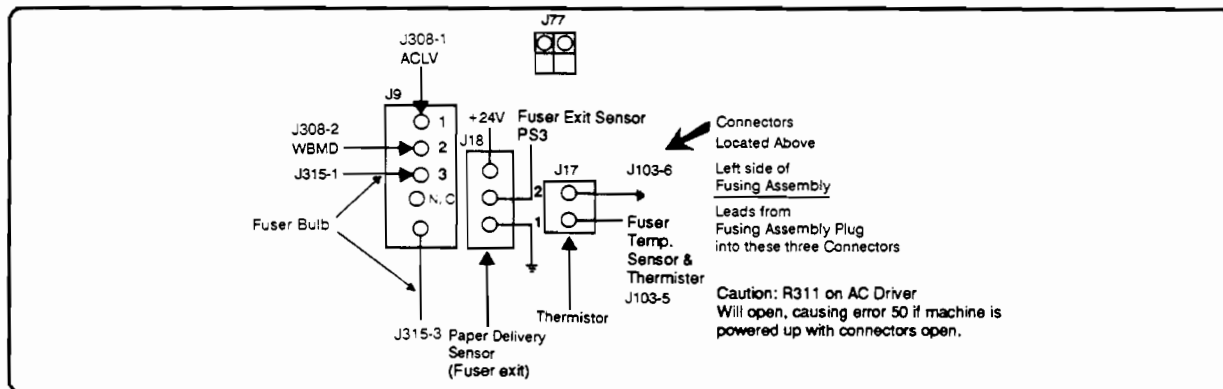 J77
J308-1
ACLV
J9
1
J308-2
WBMD
2
J315-1
3
N.C
Fuser Bulb
J315-3
+24V
J18
Fuser Exit Sensor
PS3
2
1
Paper Delivery
Sensor
(Fuser exit)
J17
J103-6
Fuser
Temp.
Sensor &
Thermister
J103-5
Thermistor
Connectors
Located Above
Left side of
Fusing Assembly
Leads from
Fusing Assembly Plug
into these three Connectors
Caution: R311 on AC Driver
Will open, causing error 50 if machine is
powered up with connectors open.